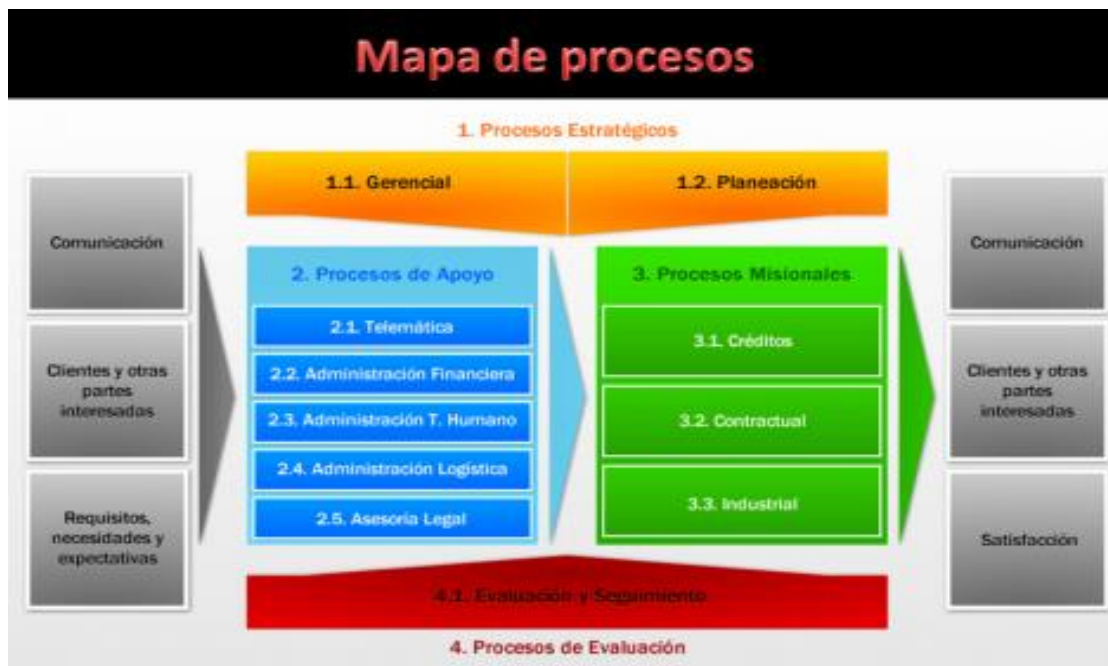 Mapa de procesos
1. Procesos Estratégicos
1.1. Gerencial
1.2. Planeación
Comunicación
Clientes y otras
partes
interesadas
Requisitos,
necesidades y
expectativas
2. Procesos de Apoyo
2.1. Telemática
2.2. Administración Financiera
2.3. Administración T. Humano
2.4. Administración Logística
2.5. Asesoria Legal
3. Procesos Misionales
3.1. Créditos
3.2. Contractual
3.3. Industrial
Comunicación
Clientes y otras
partes
interesadas
Satisfacción
4.1. Evaluación y Seguimiento
4. Procesos de Evaluación